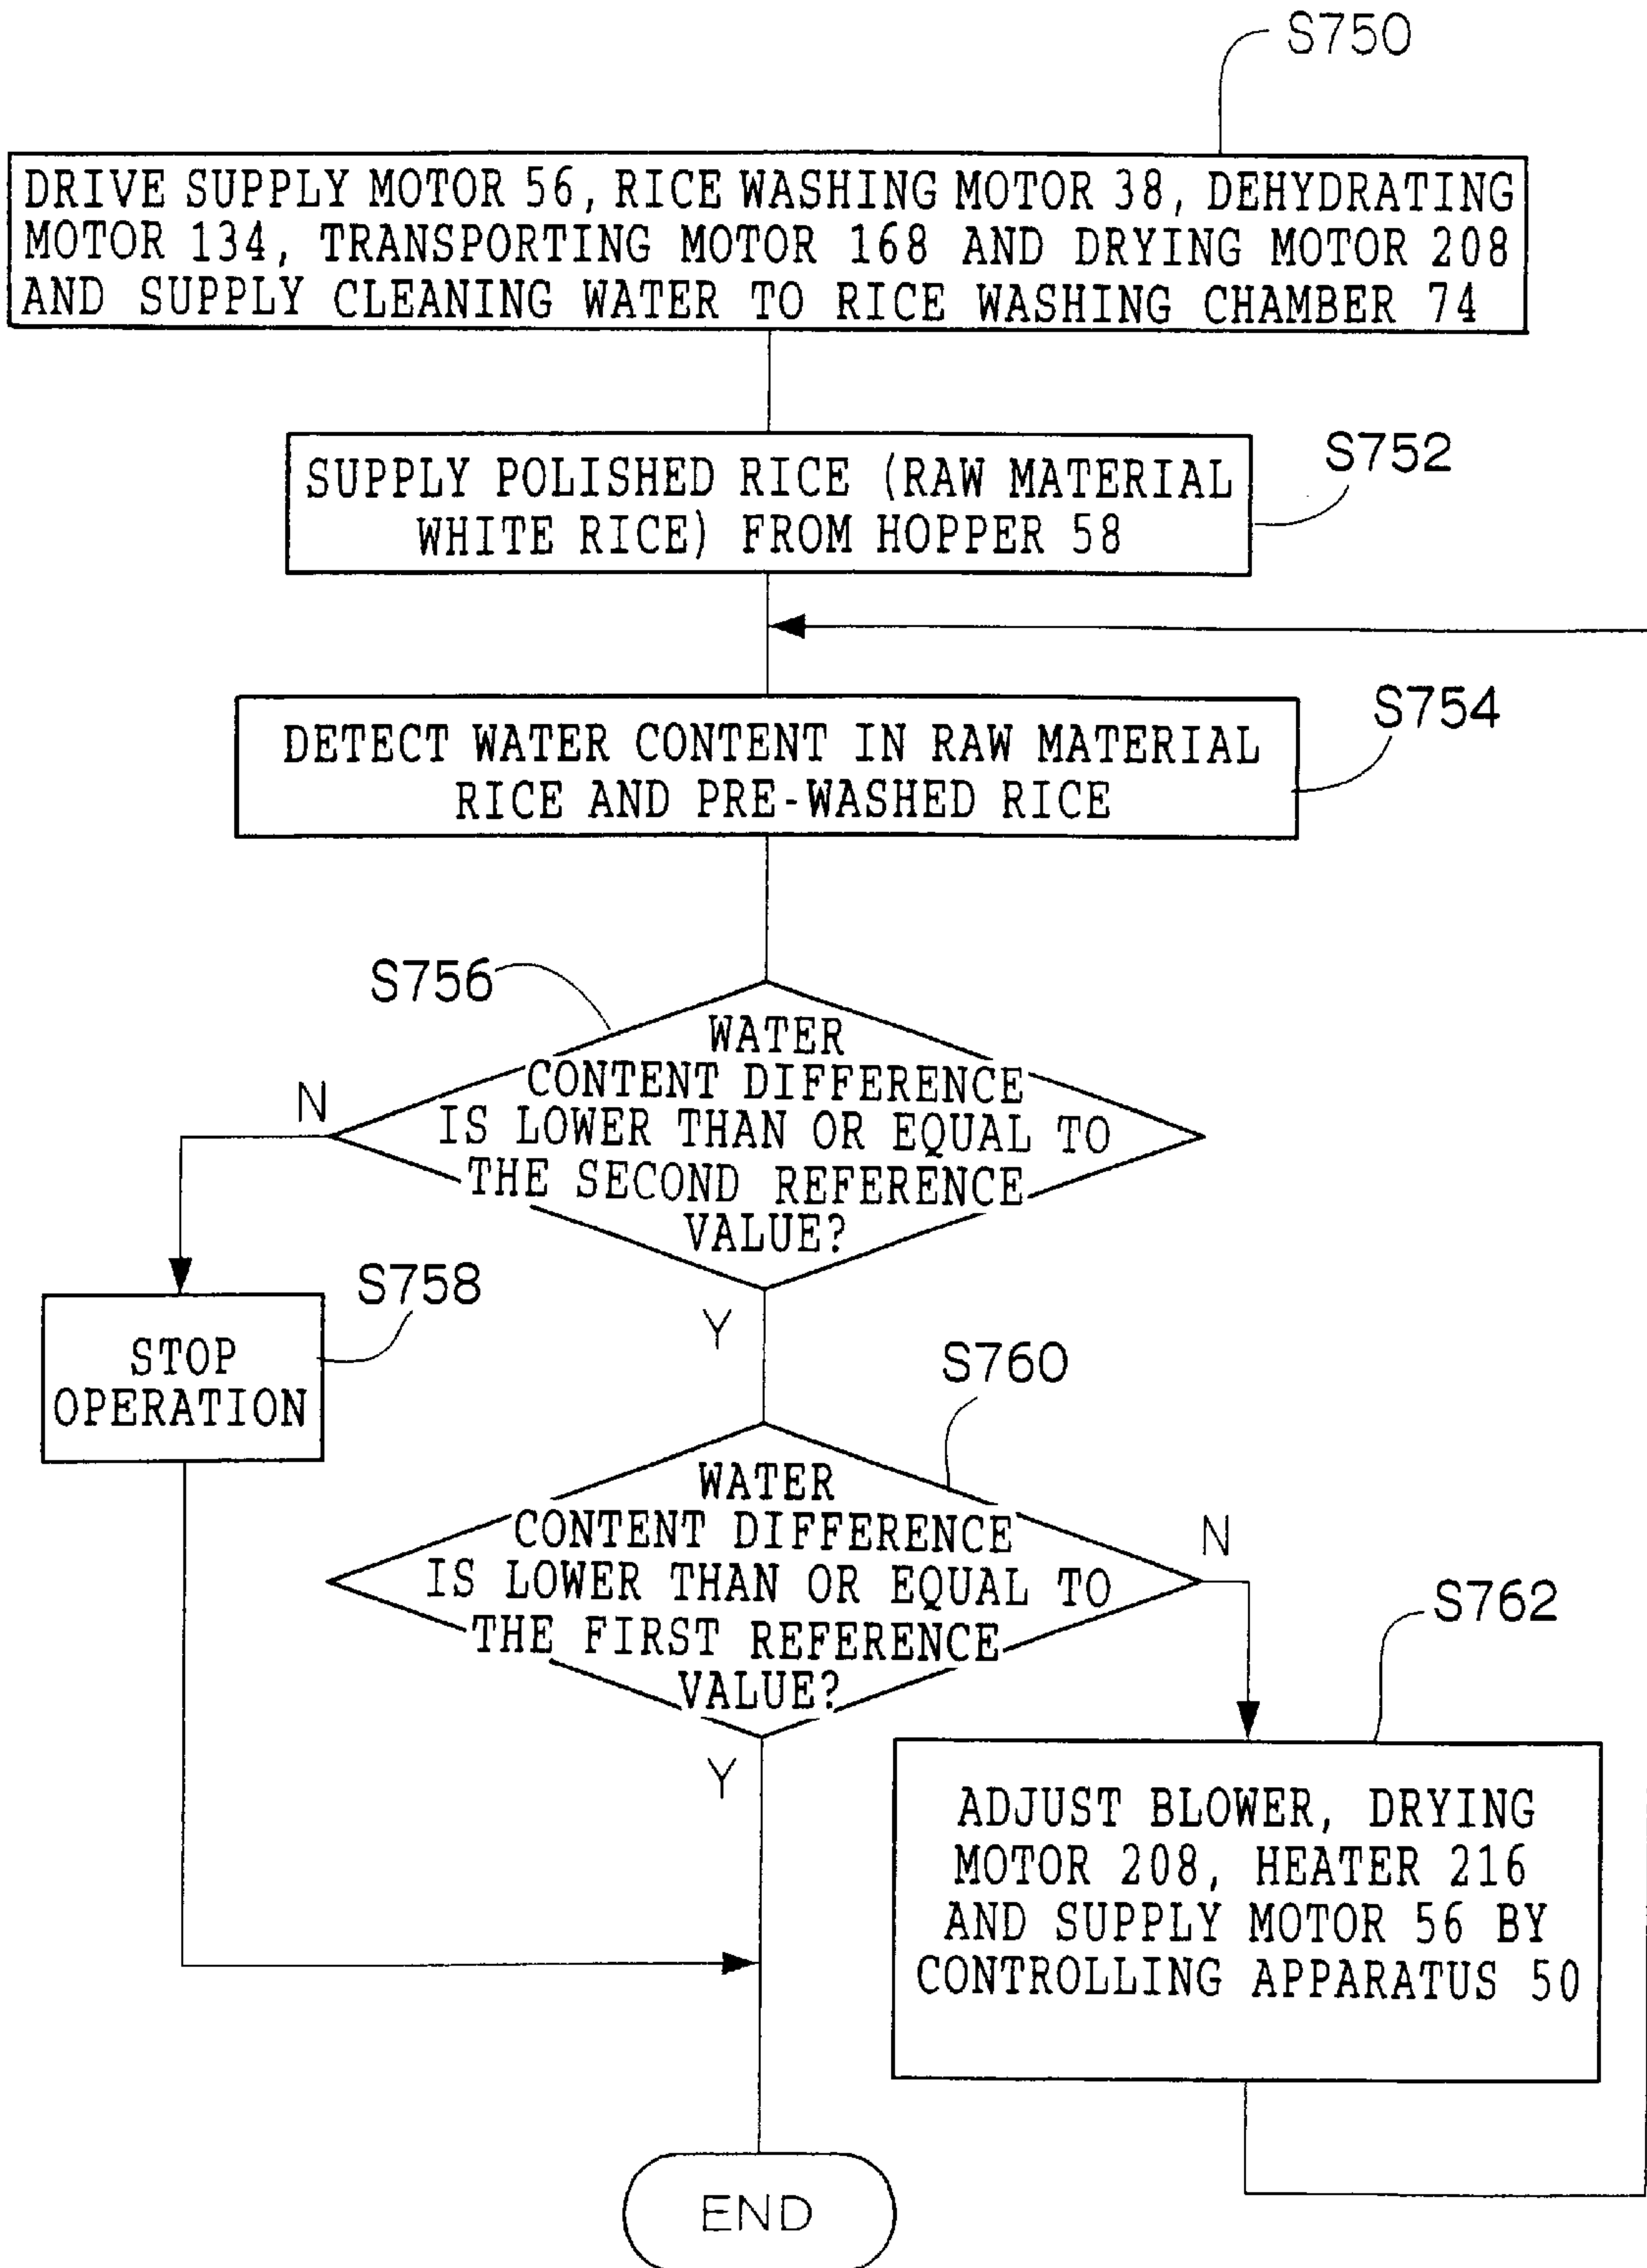 S750
DRIVE SUPPLY MOTOR 56, RICE WASHING MOTOR 38, DEHYDRATING
MOTOR 134, TRANSPORTING MOTOR 168 AND DRYING MOTOR 208
AND SUPPLY CLEANING WATER TO RICE WASHING CHAMBER 74
S752
SUPPLY POLISHED RICE (RAW MATERIAL
WHITE RICE) FROM HOPPER 58
S754
DETECT WATER CONTENT IN RAW MATERIAL
RICE AND PRE-WASHED RICE
S756
WATER
CONTENT DIFFERENCE
IS LOWER THAN OR EQUAL TO
THE SECOND REFERENCE
VALUE?
N
Y
S758
STOP
OPERATION
S760
WATER
CONTENT DIFFERENCE
IS LOWER THAN OR EQUAL TO
THE FIRST REFERENCE
VALUE?
N
Y
S762
ADJUST BLOWER, DRYING
MOTOR 208, HEATER 216
AND SUPPLY MOTOR 56 BY
CONTROLLING APPARATUS 50
END